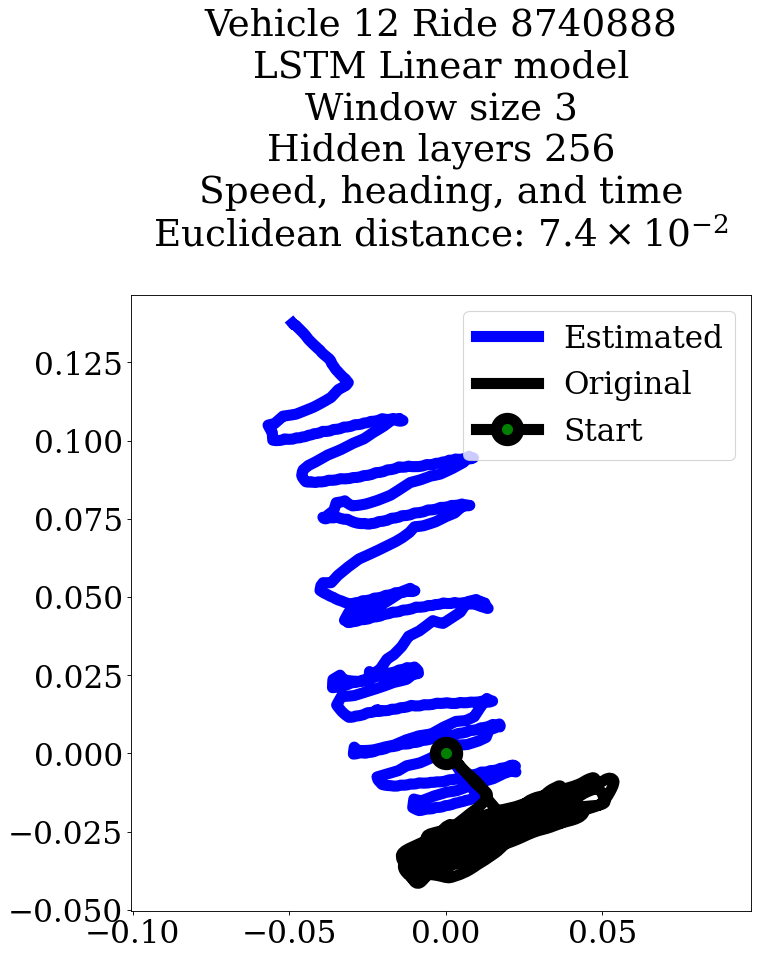 Vehicle 12 Ride 8740888
LSTM Linear model
Window size 3
Hidden layers 256
Speed, heading, and time
Euclidean distance: 7.4 × 10⁻²
Estimated
Original
Start
0.125
0.100
0.075
0.050
0.025
0.000
−0.025
−0.050
−0.10
−0.05
0.00
0.05